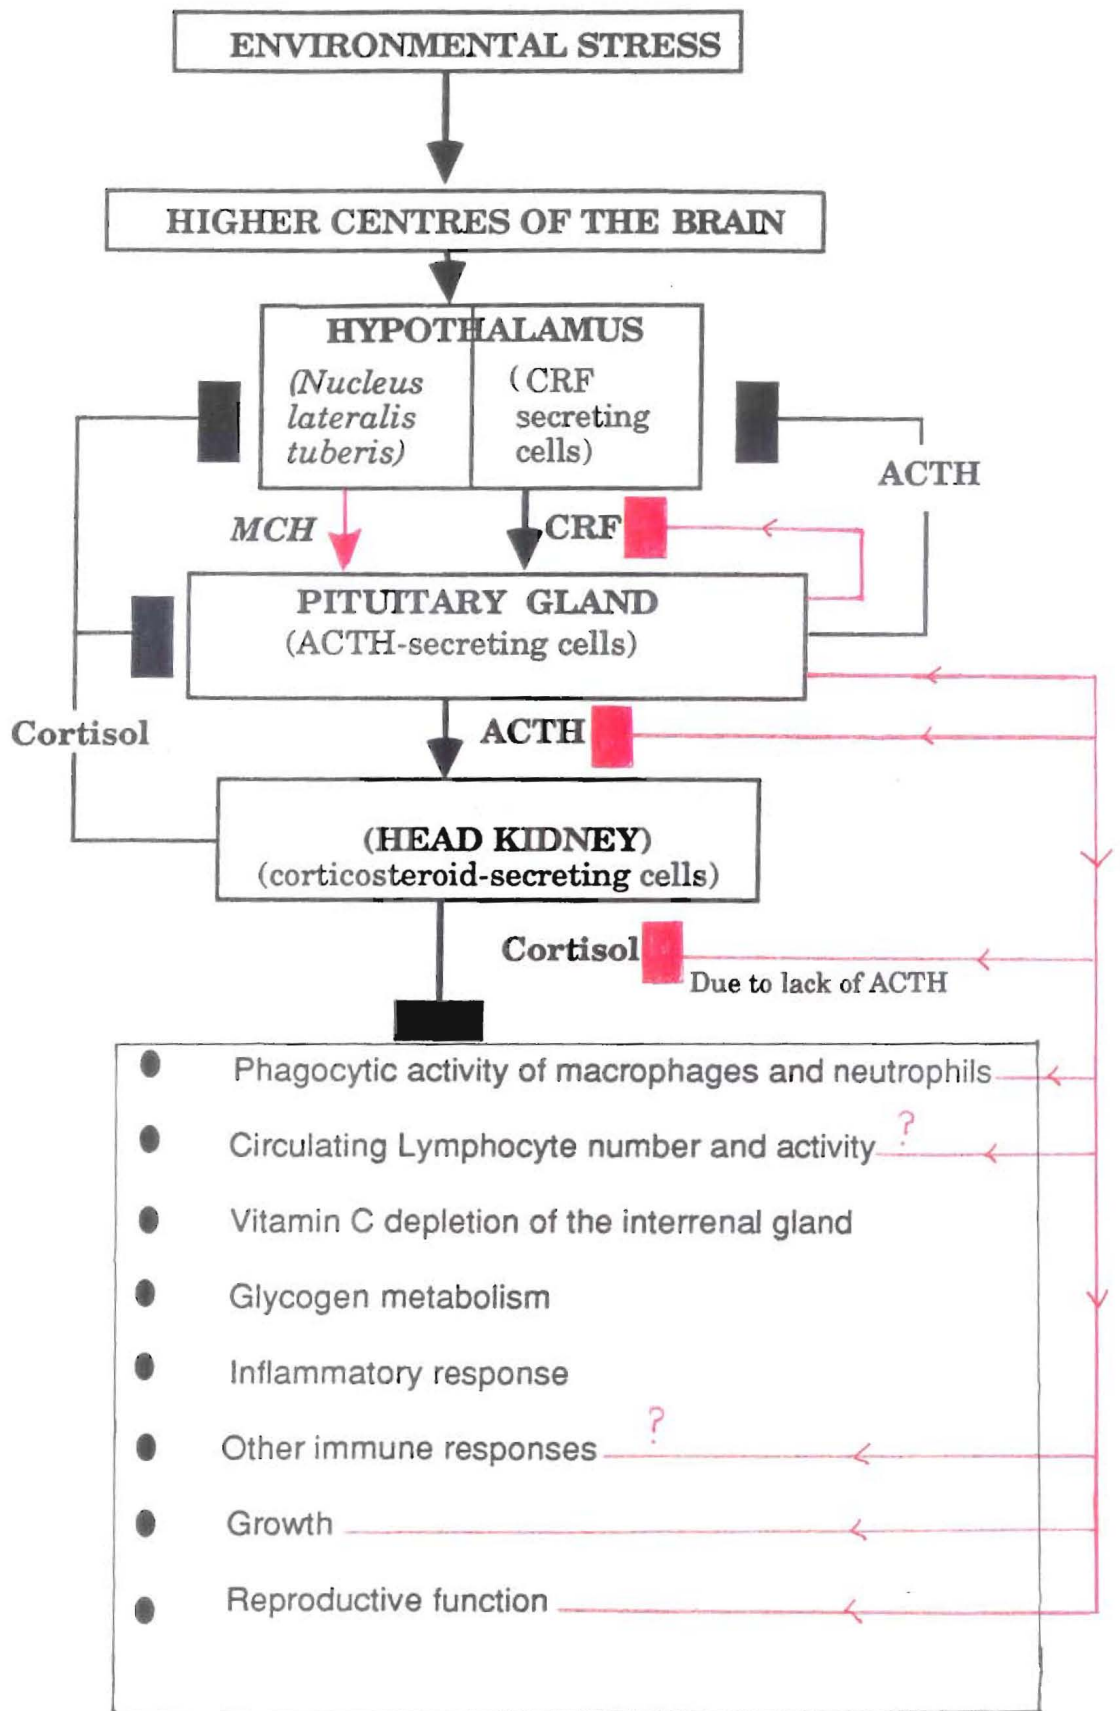 ENVIRONMENTAL STRESS
HIGHER CENTRES OF THE BRAIN
HYPOTHALAMUS
(Nucleus
lateralis
tuberis)
( CRF
secreting
cells)
ACTH
MCH
CRF
PITUITARY GLAND
(ACTH-secreting cells)
Cortisol
ACTH
(HEAD KIDNEY)
(corticosteroid-secreting cells)
Cortisol
Due to lack of ACTH
Phagocytic activity of macrophages and neutrophils
Circulating Lymphocyte number and activity ?
Vitamin C depletion of the interrenal gland
Glycogen metabolism
Inflammatory response
Other immune responses ?
Growth
Reproductive function